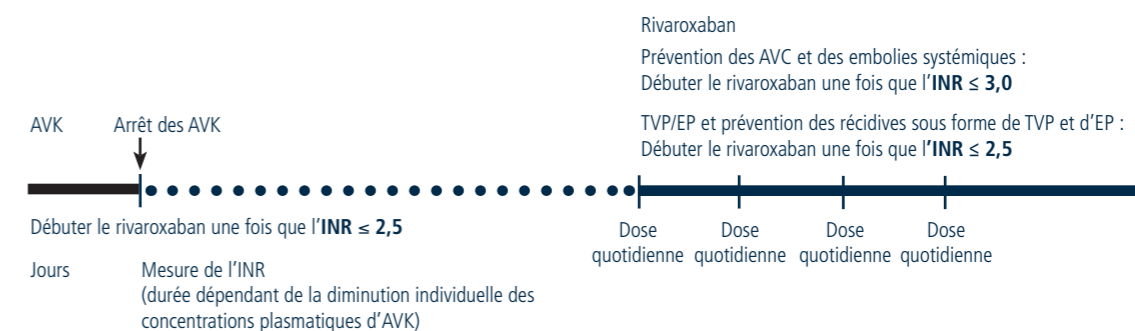 Rivaroxaban
Prévention des AVC et des embolies systémiques :
Débuter le rivaroxaban une fois que l'INR ≤ 3,0
AVK Arrêt des AVK
TVP/EP et prévention des récidives sous forme de TVP et d'EP :
Débuter le rivaroxaban une fois que l'INR ≤ 2,5
Débuter le rivaroxaban une fois que l'INR ≤ 2,5
Dose quotidienne
Dose quotidienne
Dose quotidienne
Dose quotidienne
Jours
Mesure de l'INR
(durée dépendant de la diminution individuelle des
concentrations plasmatiques d'AVK)